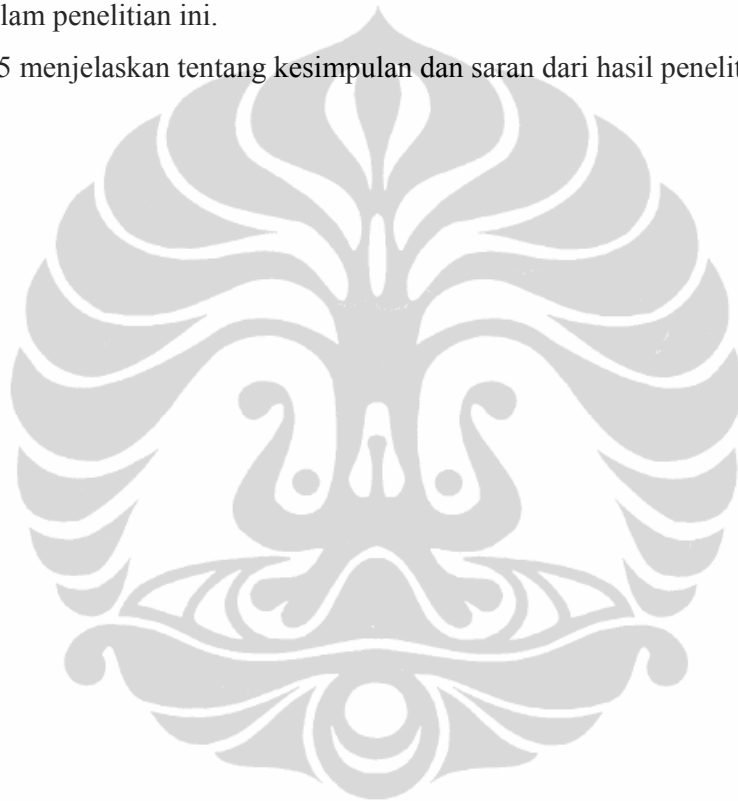 lam penelitian ini.
5 menjelaskan tentang kesimpulan dan saran dari hasil penelit